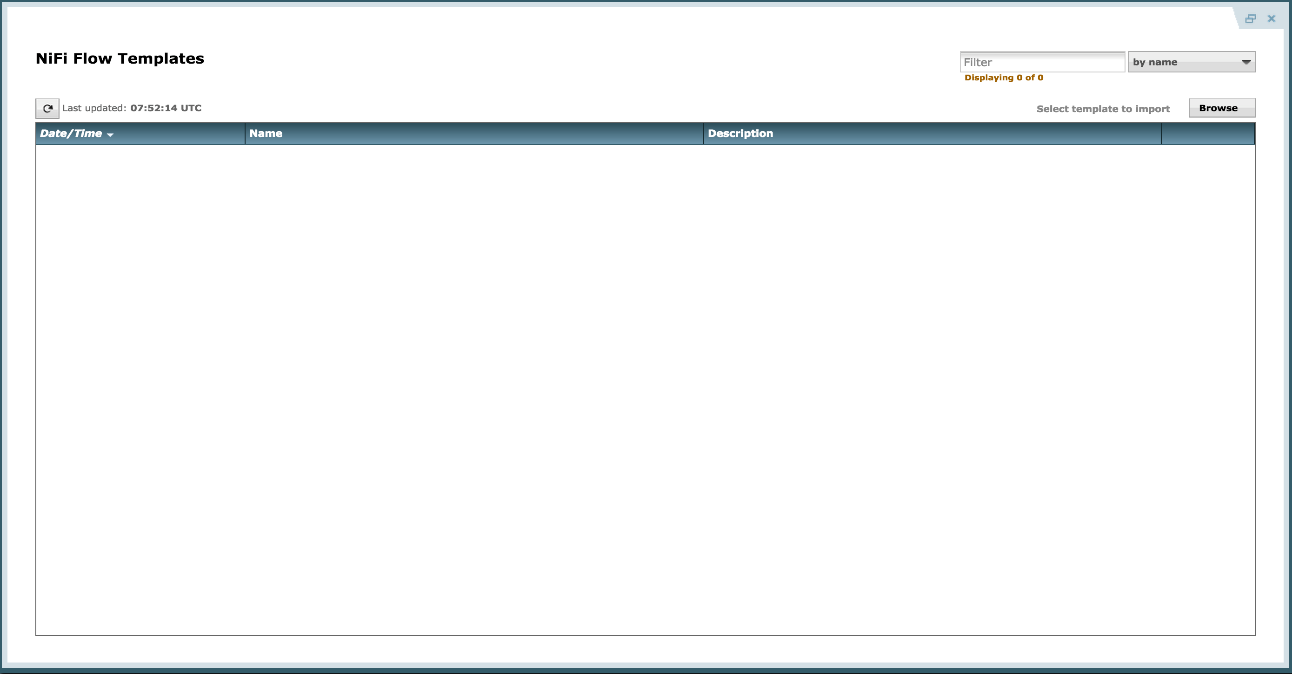 NiFi Flow Templates
Filter
by name
Displaying 0 of 0
Last updated: 07:52:14 UTC
Select template to import
Browse
Date/Time
Name
Description